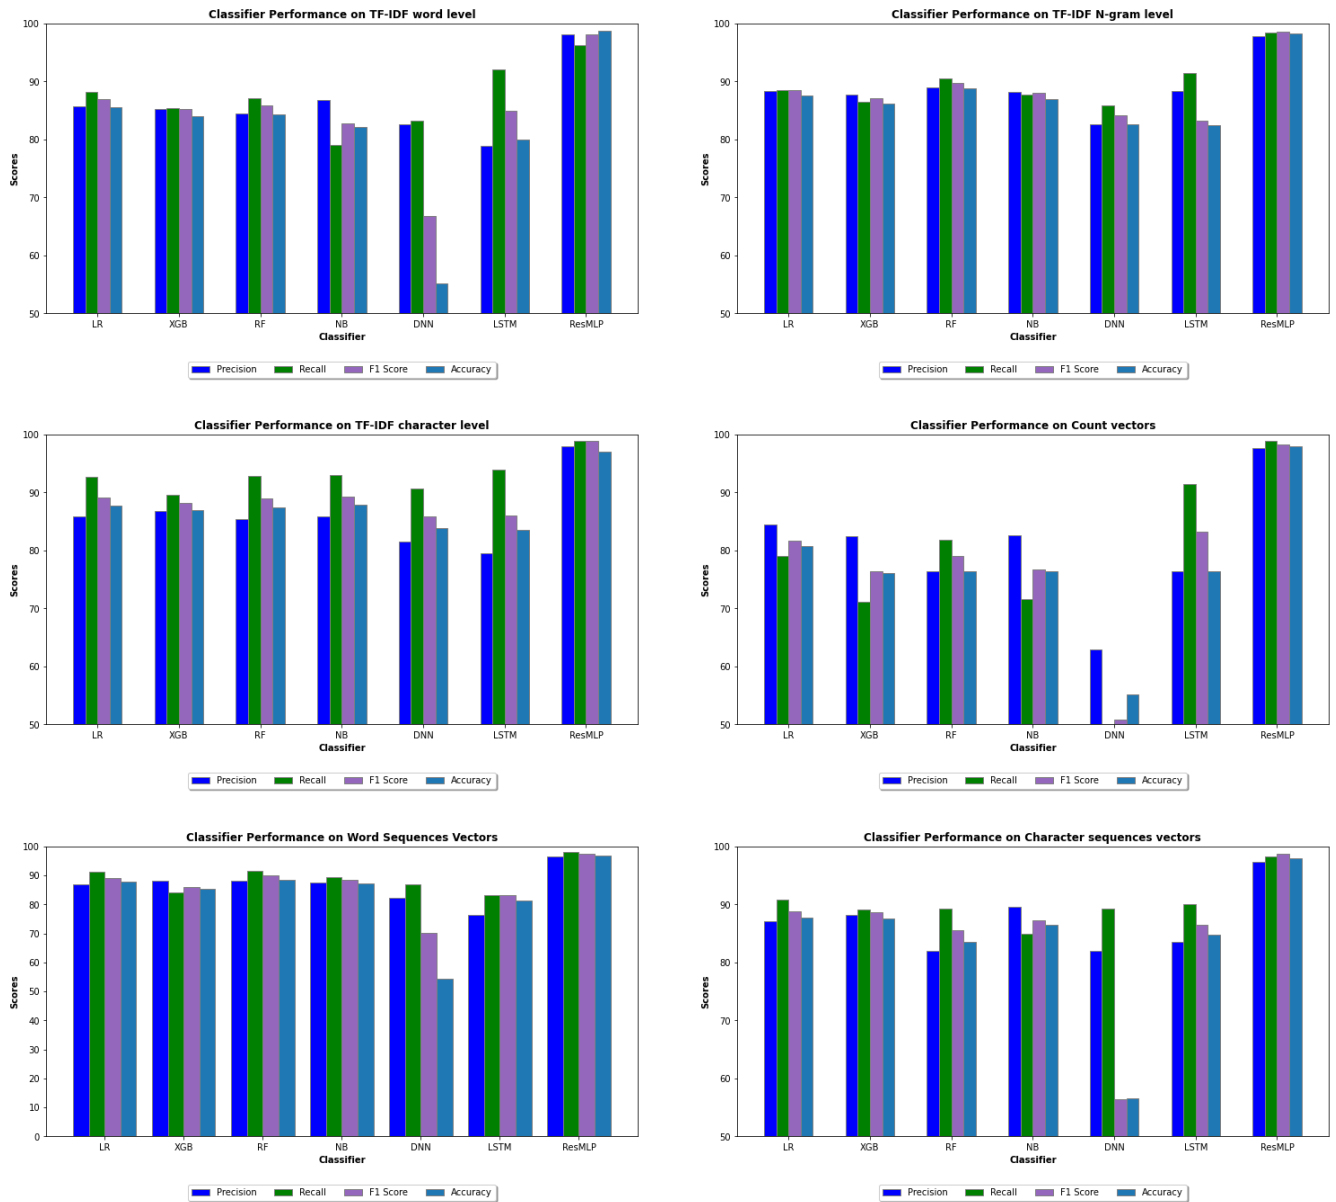 Classifier Performance on TF-IDF word level
100
90
80
70
60
50
Scores
LR XGB RF NB DNN LSTM ResMLP
Classifier
Precision Recall F1 Score Accuracy
Classifier Performance on TF-IDF N-gram level
100
90
80
70
60
50
Scores
LR XGB RF NB DNN LSTM ResMLP
Classifier
Precision Recall F1 Score Accuracy
Classifier Performance on TF-IDF character level
100
90
80
70
60
50
Scores
LR XGB RF NB DNN LSTM ResMLP
Classifier
Precision Recall F1 Score Accuracy
Classifier Performance on Count vectors
100
90
80
70
60
50
Scores
LR XGB RF NB DNN LSTM ResMLP
Classifier
Precision Recall F1 Score Accuracy
Classifier Performance on Word Sequences Vectors
100
90
80
70
60
50
40
30
20
10
0
Scores
LR XGB RF NB DNN LSTM ResMLP
Classifier
Precision Recall F1 Score Accuracy
Classifier Performance on Character sequences vectors
100
90
80
70
60
50
Scores
LR XGB RF NB DNN LSTM ResMLP
Classifier
Precision Recall F1 Score Accuracy